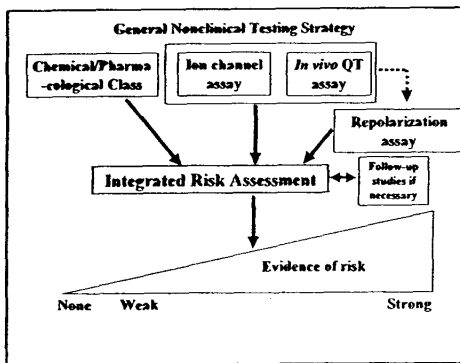 General Nonclinical Testing Strategy
Chemical/Pharma
-cological Class
Ion channel
assay
In vivo QT
assay
Repolarization
assay
Integrated Risk Assessment
Follow-up
studies if
necessary
Evidence of risk
None Weak Strong